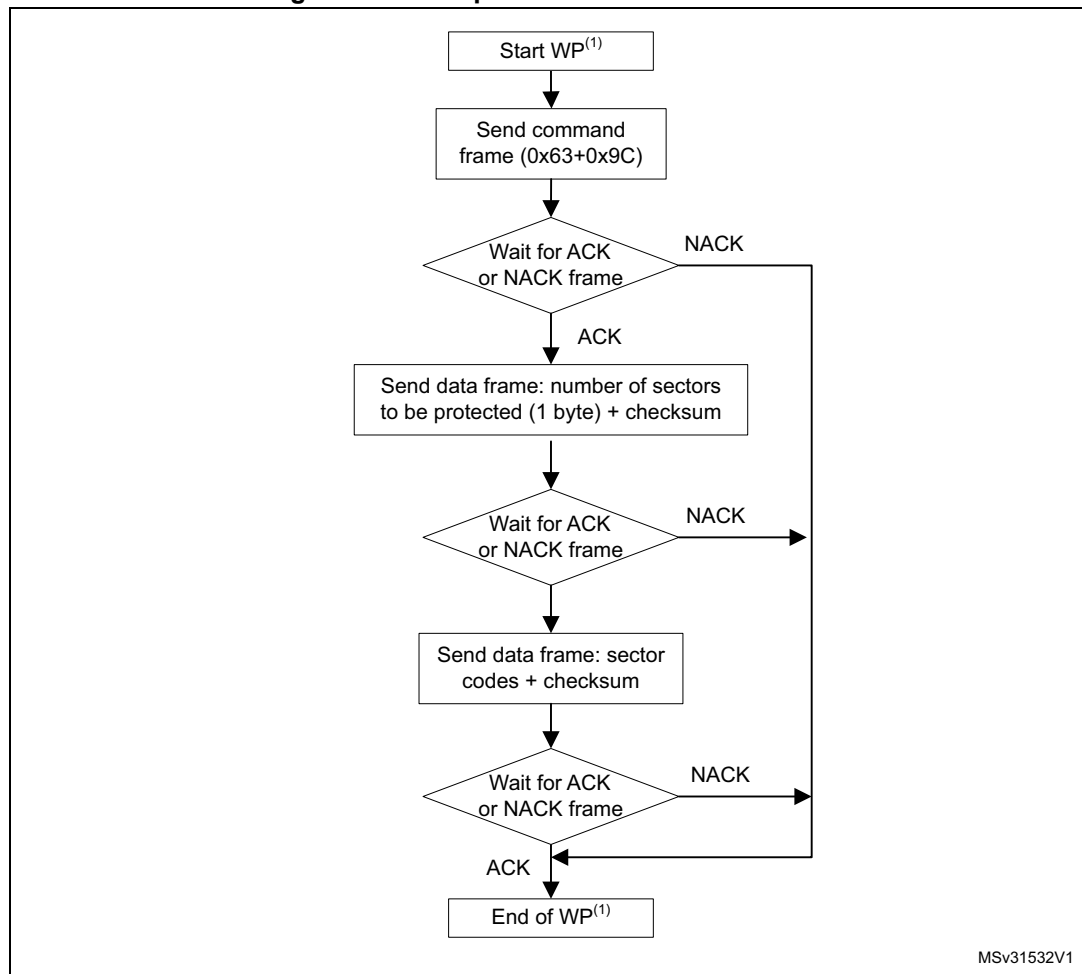 Start WP(1)
Send command
frame (0x63+0x9C)
Wait for ACK
or NACK frame
NACK
ACK
Send data frame: number of sectors
to be protected (1 byte) + checksum
Wait for ACK
or NACK frame
NACK
Send data frame: sector
codes + checksum
Wait for ACK
or NACK frame
NACK
ACK
End of WP(1)
MSv31532V1